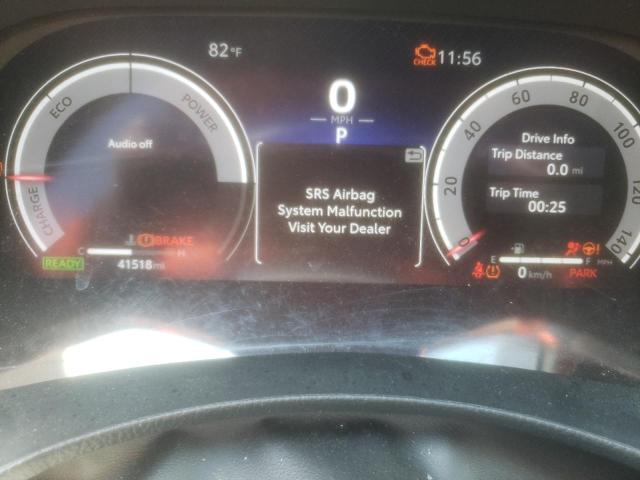 82°F
CHECK 11:56
0
MPH
P
ECO
POWER
CHARGE
Audio off
SRS Airbag
System Malfunction
Visit Your Dealer
Drive Info
Trip Distance
0.0 mi
Trip Time
00:25
0
20
40
60
80
100
120
140
MPH
BRAKE
C H
READY
41518 mi
E F
0 km/h
PARK